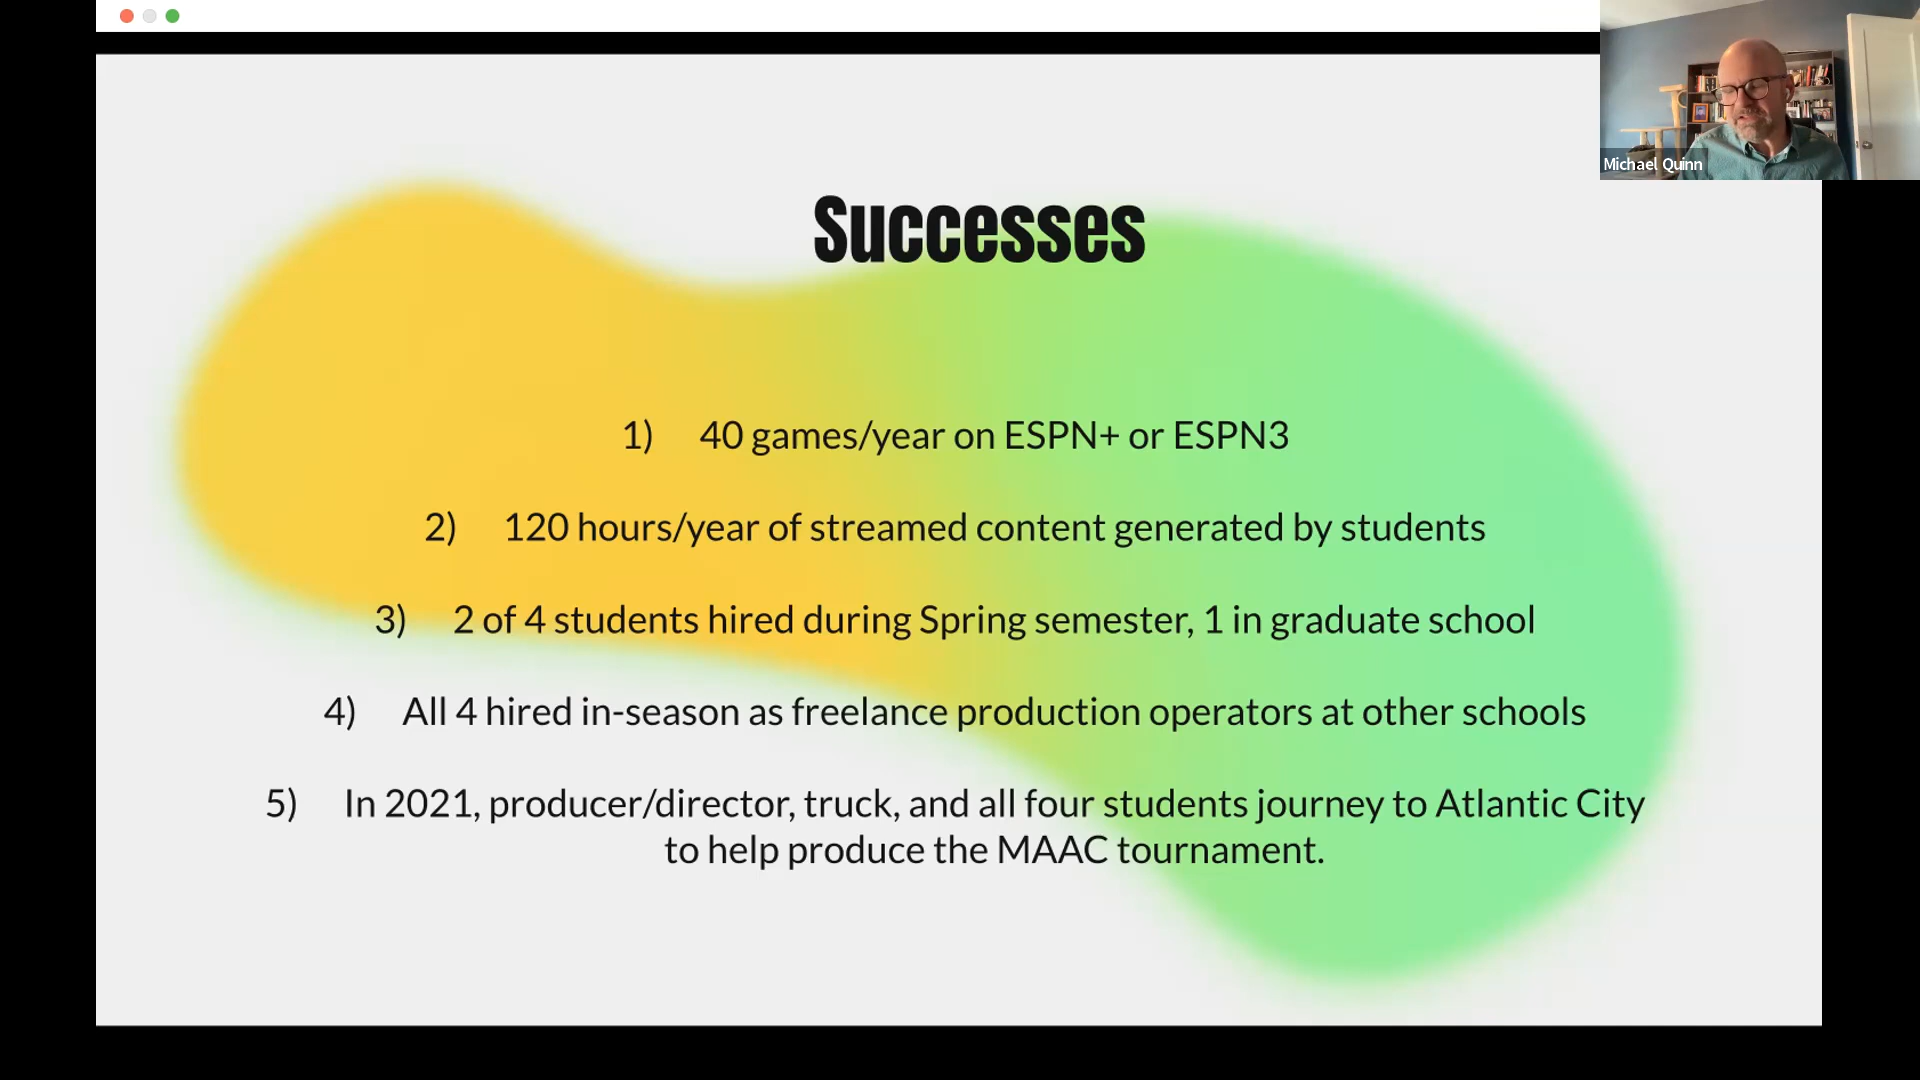 Michael Quinn
Successes
1) 40 games/year on ESPN+ or ESPN3
2) 120 hours/year of streamed content generated by students
3) 2 of 4 students hired during Spring semester, 1 in graduate school
4) All 4 hired in-season as freelance production operators at other schools
5) In 2021, producer/director, truck, and all four students journey to Atlantic City
to help produce the MAAC tournament.